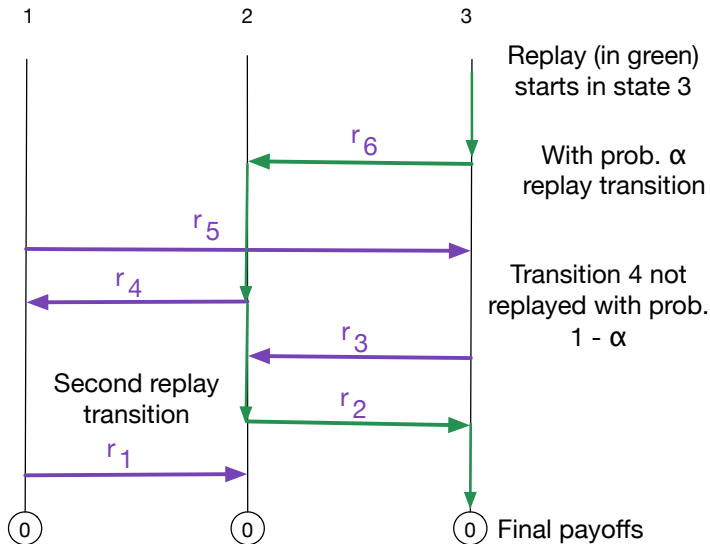 1 2 3
Replay (in green)
starts in state 3
r6
With prob. α
replay transition
r5
r4
Transition 4 not
replayed with prob.
1 - α
r3
Second replay
transition
r2
r1
0 0 0 Final payoffs